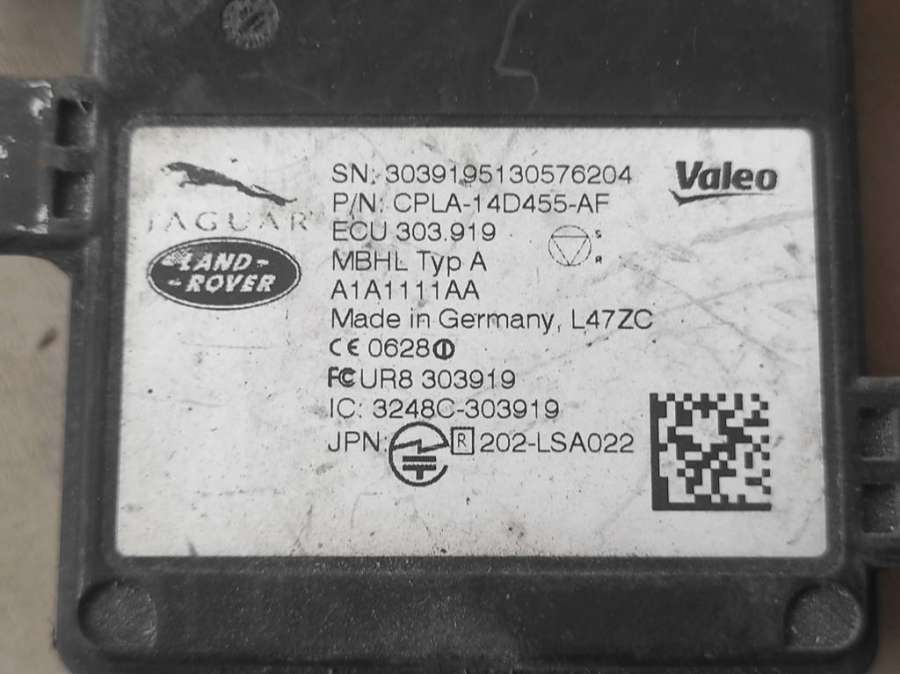 JAGUAR
LAND-
-ROVER
SN: 3039195130576204
P/N: CPLA-14D455-AF
ECU 303.919
MBHL Typ A
A1A1111AA
Made in Germany, L47ZC
CE 0628
FC UR8 303919
IC: 3248C-303919
JPN: R 202-LSA022
Valeo
S
R